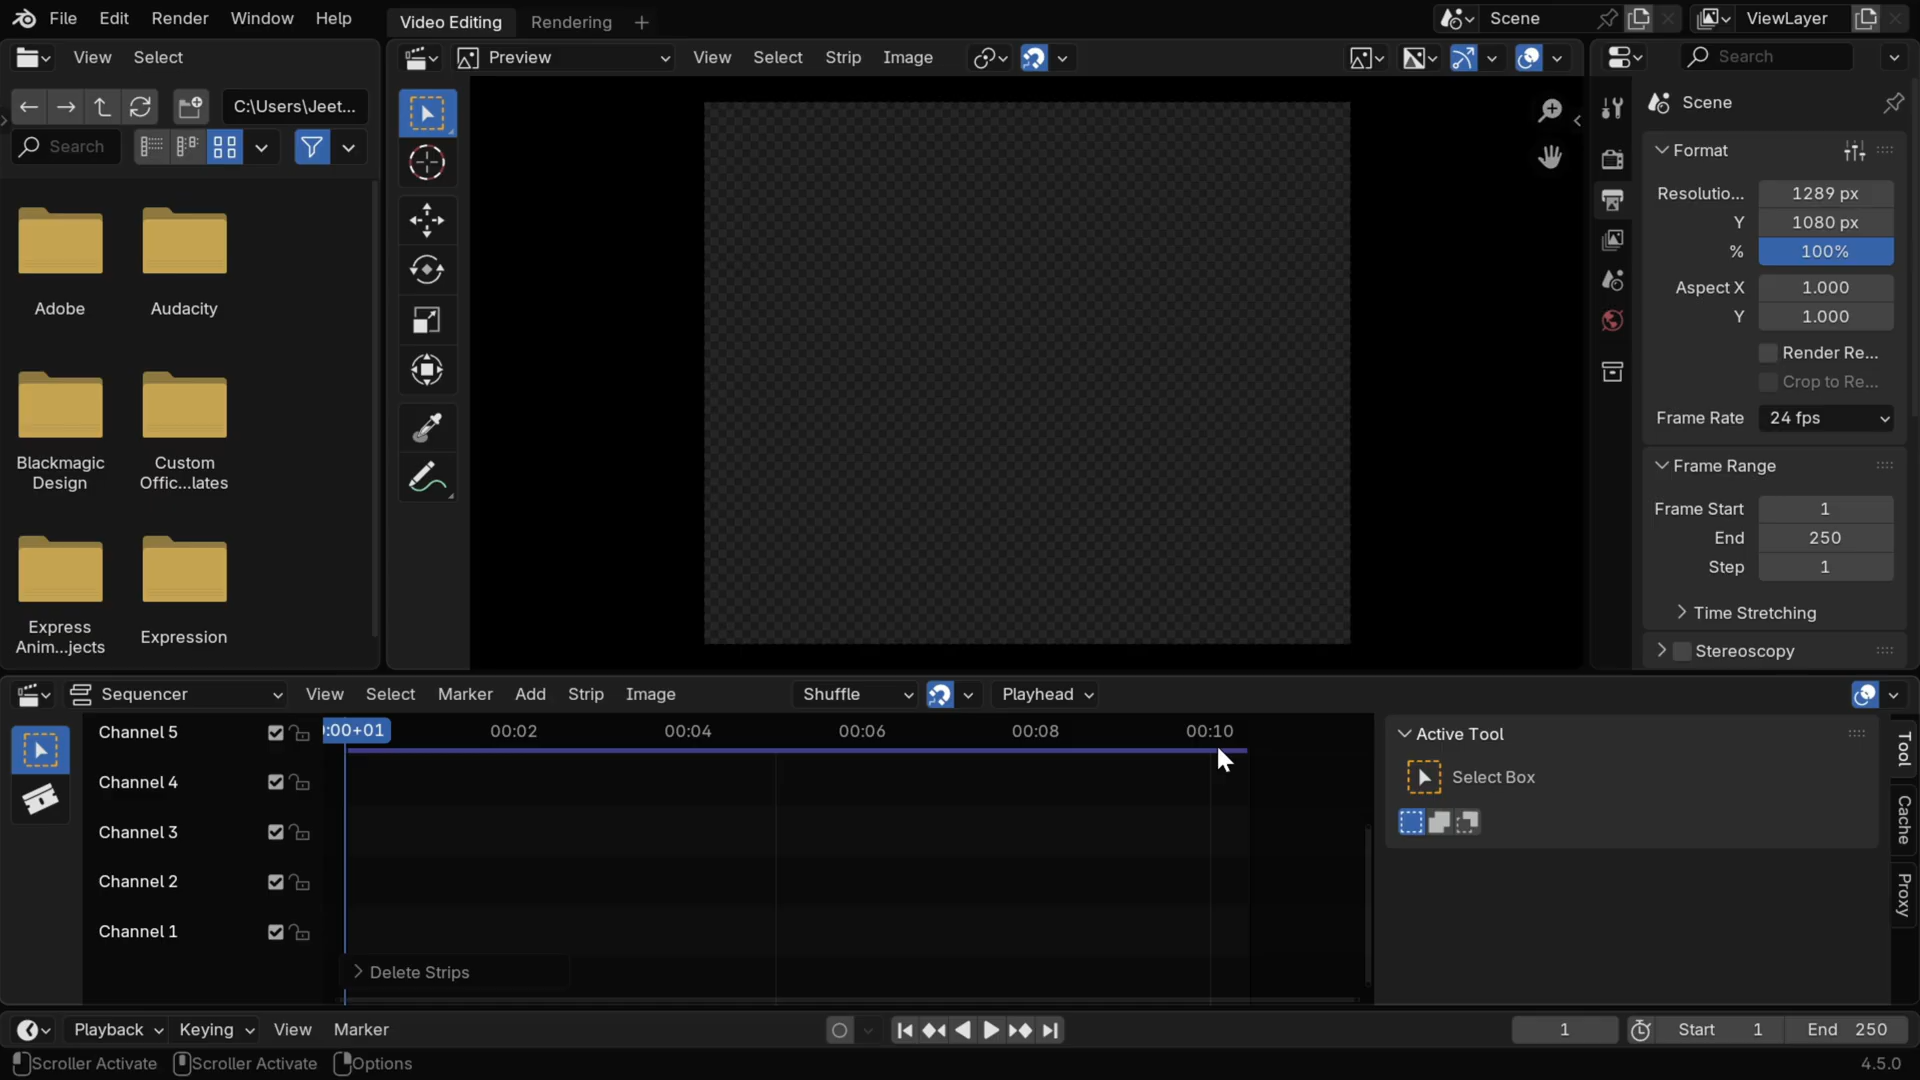 File Edit Render Window Help Video Editing Rendering + Scene ViewLayer
View Select Preview View Select Strip Image Search
C:\Users\Jeet... Scene
Search Format
Resolutio... 1289 px
Y 1080 px
% 100%
Adobe Audacity Aspect X 1.000
Y 1.000
Render Re...
Crop to Re...
Frame Rate 24 fps
Blackmagic Design
Custom Offic...lates
Frame Range
Frame Start 1
End 250
Step 1
Express Anim...jects
Expression
Time Stretching
Stereoscopy
Sequencer View Select Marker Add Strip Image Shuffle Playhead
Channel 5 :00+01 00:02 00:04 00:06 00:08 00:10 Active Tool
Channel 4 Select Box
Channel 3
Channel 2
Channel 1
Delete Strips
Tool
Cache
Proxy
Playback Keying View Marker 1 Start 1 End 250
Scroller Activate Scroller Activate Options 4.5.0